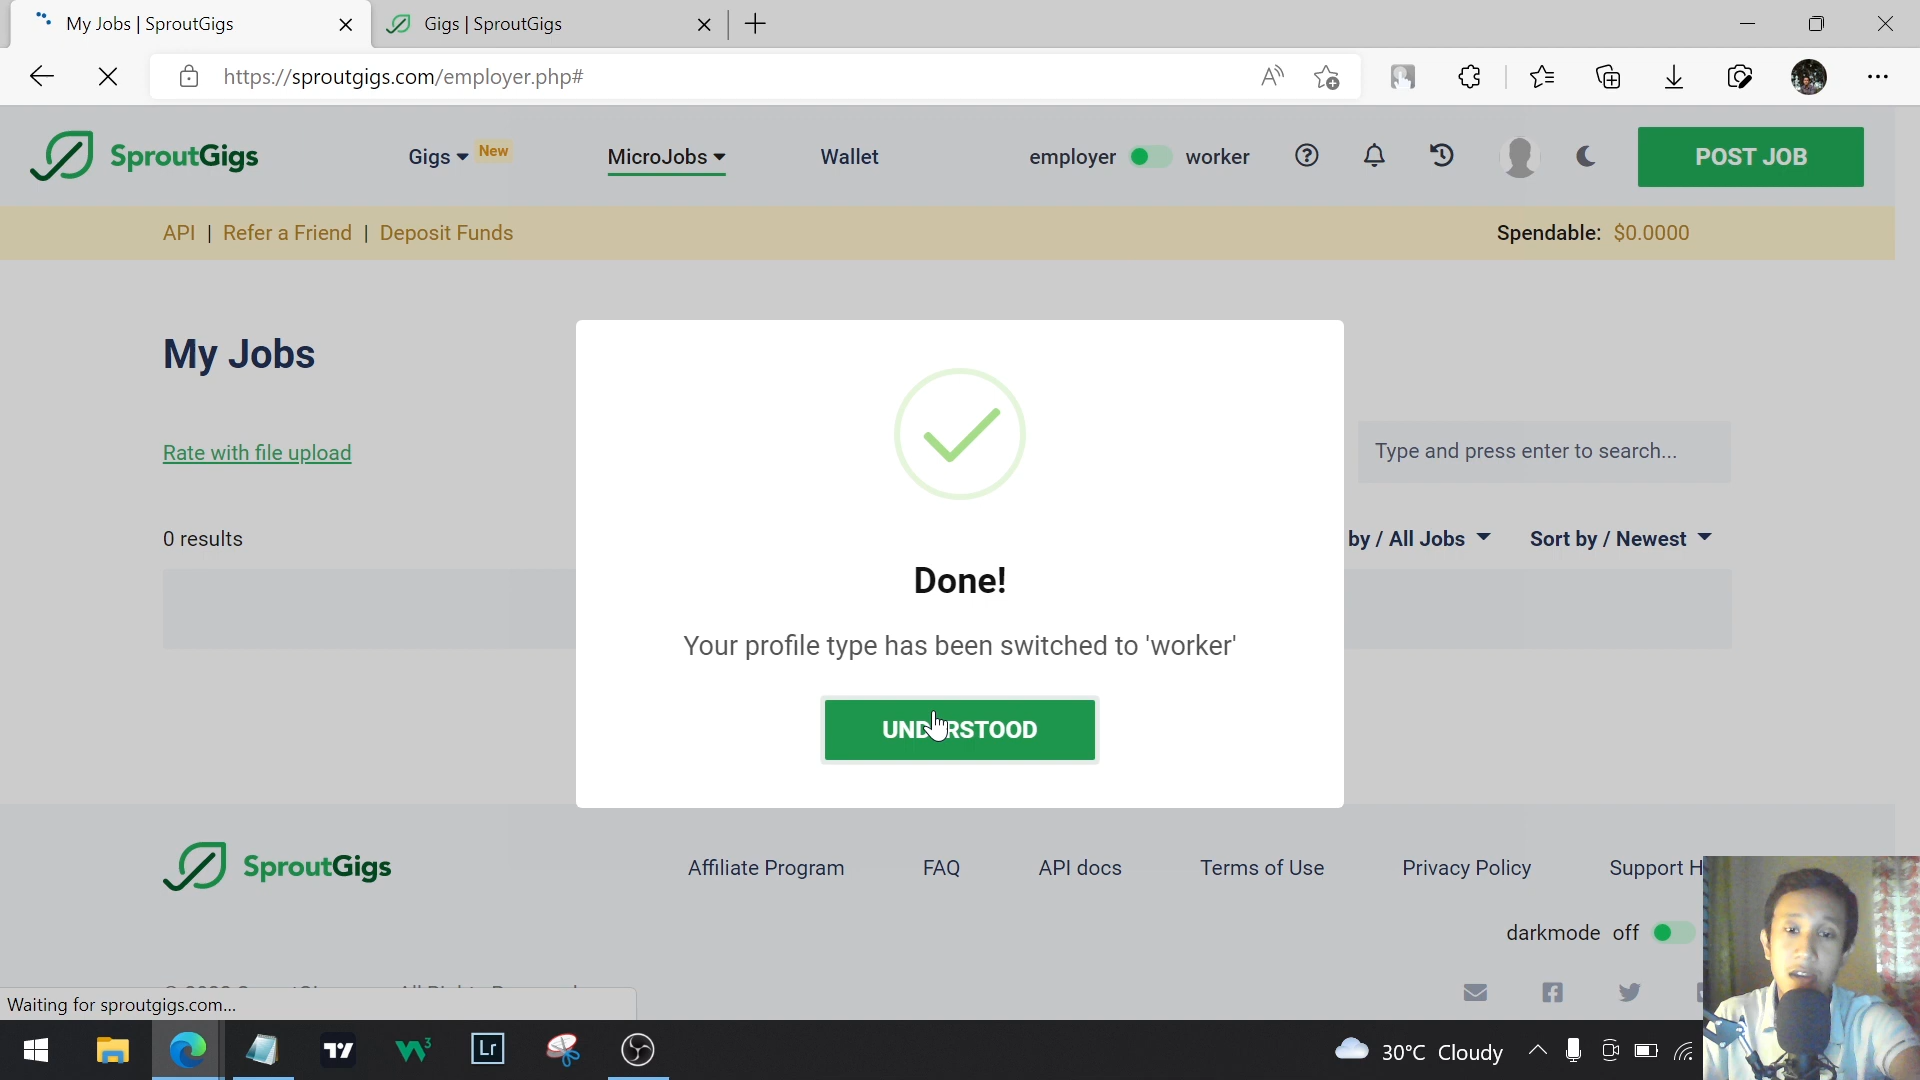 My Jobs | SproutGigs
Gigs | SproutGigs
https://sproutgigs.com/employer.php#
SproutGigs
Gigs
New
MicroJobs
Wallet
employer
worker
POST JOB
API | Refer a Friend | Deposit Funds
Spendable: $0.0000
My Jobs
Rate with file upload
Type and press enter to search...
0 results
by / All Jobs
Sort by / Newest
Done!
Your profile type has been switched to 'worker'
UNDERSTOOD
SproutGigs
Affiliate Program
FAQ
API docs
Terms of Use
Privacy Policy
Support H
darkmode off
Waiting for sproutgigs.com...
Lr
30°C Cloudy